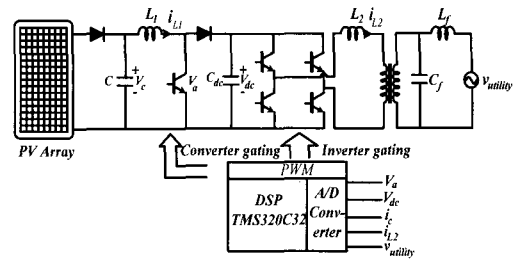 L1 iL1 L2 iL2 Lf
C + Vc - Va Cdc + Vdc - Cf vutility
PV Array
Converter gating Inverter gating
PWM
DSP TMS320C32
A/D Conv- erter
Va
Vdc
ic
iL2
vutility